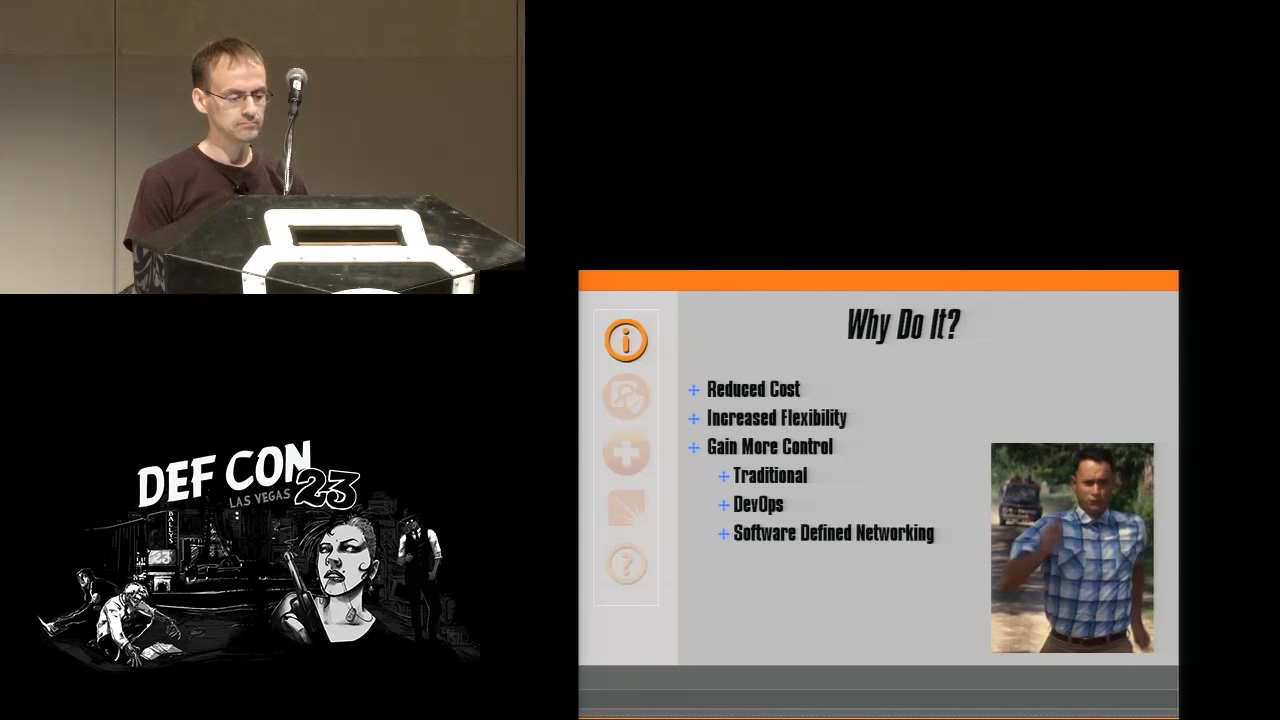 Why Do It?
Reduced Cost
Increased Flexibility
Gain More Control
Traditional
DevOps
Software Defined Networking
DEF CON
LAS VEGAS 23
BALLYS